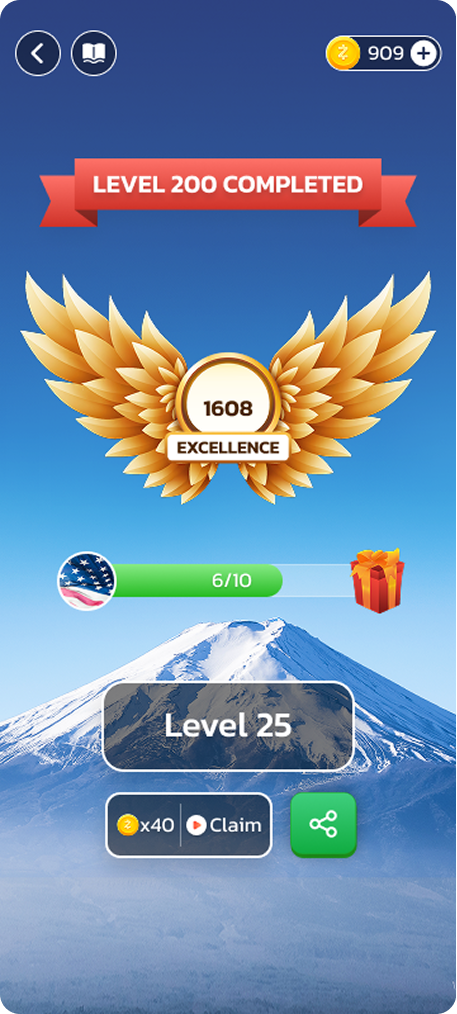 909
LEVEL 200 COMPLETED
1608
EXCELLENCE
6/10
Level 25
x40 Claim